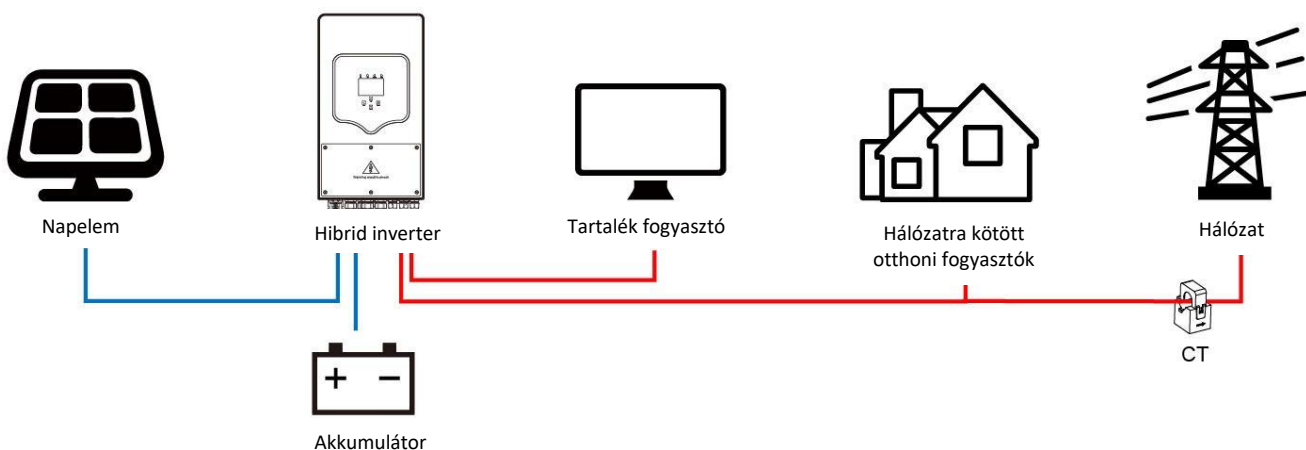 Napelem
Hibrid inverter
Tartalék fogyasztó
Hálózatra kötött
otthoni fogyasztók
Hálózat
CT
Akkumulátor